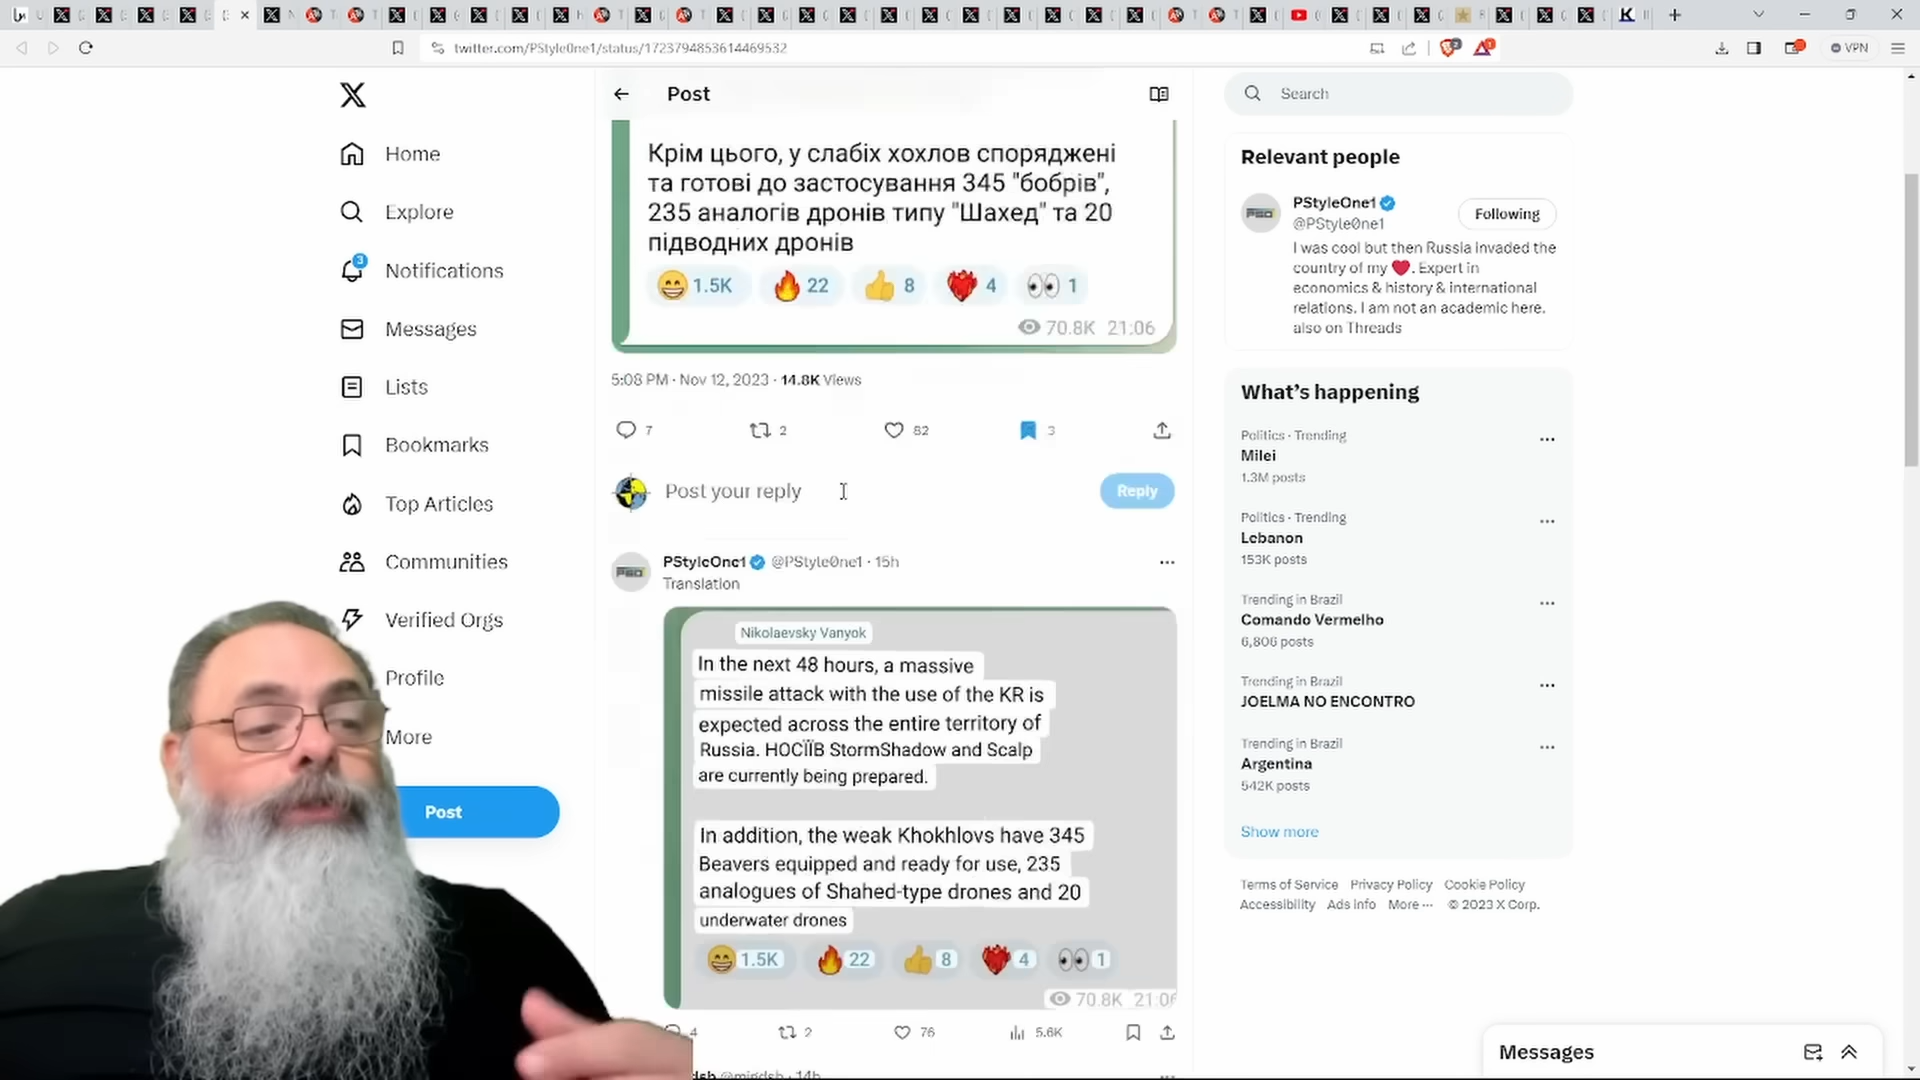 twitter.com/PStyle0ne1/status/1723794853614469532
VPN
Home
Explore
3
Notifications
Messages
Lists
Bookmarks
Top Articles
Communities
Verified Orgs
Profile
More
Post
Post
Крім цього, у слабіх хохлов споряджені
та готові до застосування 345 "бобрів",
235 аналогів дронів типу "Шахед" та 20
підводних дронів
1.5K 22 8 4 1
70.8K 21:06
5:08 PM · Nov 12, 2023 · 14.8K Views
7 2 82 3
Post your reply
Reply
PStyleOne1 @PStyle0ne1 · 15h
Translation
Nikolaevsky Vanyok
In the next 48 hours, a massive
missile attack with the use of the KR is
expected across the entire territory of
Russia. НОСІЇВ StormShadow and Scalp
are currently being prepared.
In addition, the weak Khokhlovs have 345
Beavers equipped and ready for use, 235
analogues of Shahed-type drones and 20
underwater drones
1.5K 22 8 4 1
70.8K
4 2 76 5.6K
Search
Relevant people
PStyleOne1
@PStyle0ne1
Following
I was cool but then Russia invaded the
country of my ❤️. Expert in
economics & history & international
relations. I am not an academic here.
also on Threads
What's happening
Politics · Trending
Milei
1.3M posts
Politics · Trending
Lebanon
153K posts
Trending in Brazil
Comando Vermelho
6,806 posts
Trending in Brazil
JOELMA NO ENCONTRO
Trending in Brazil
Argentina
542K posts
Show more
Terms of Service Privacy Policy Cookie Policy
Accessibility Ads info More ··· © 2023 X Corp.
Messages